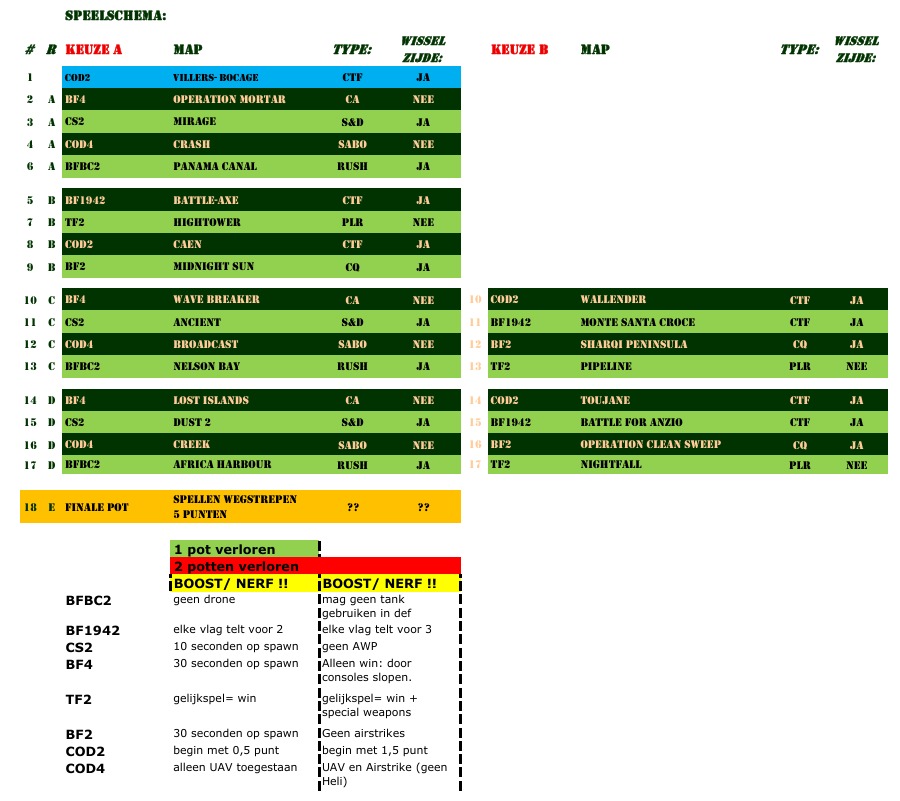 SPEELSCHEMA:
# R KEUZE A MAP TYPE: WISSEL ZIJDE: KEUZE B MAP TYPE: WISSEL ZIJDE:
1 COD2 VILLERS-BOCAGE CTF JA
2 A BF4 OPERATION MORTAR CA NEE
3 A CS2 MIRAGE S&D JA
4 A COD4 CRASH SABO NEE
6 A BFBC2 PANAMA CANAL RUSH JA
5 B BF1942 BATTLE-AXE CTF JA
7 B TF2 HIGHTOWER PLR NEE
8 B COD2 CAEN CTF JA
9 B BF2 MIDNIGHT SUN CQ JA
10 C BF4 WAVE BREAKER CA NEE 10 COD2 WALLENDER CTF JA
11 C CS2 ANCIENT S&D JA 11 BF1942 MONTE SANTA CROCE CTF JA
12 C COD4 BROADCAST SABO NEE 12 BF2 SHARQI PENINSULA CQ JA
13 C BFBC2 NELSON BAY RUSH JA 13 TF2 PIPELINE PLR NEE
14 D BF4 LOST ISLANDS CA NEE 14 COD2 TOUJANE CTF JA
15 D CS2 DUST 2 S&D JA 15 BF1942 BATTLE FOR ANZIO CTF JA
16 D COD4 CREEK SABO NEE 16 BF2 OPERATION CLEAN SWEEP CQ JA
17 D BFBC2 AFRICA HARBOUR RUSH JA 17 TF2 NIGHTFALL PLR NEE
18 E FINALE POT SPELLEN WEGSTREPEN 5 PUNTEN ?? ??
1 pot verloren
2 potten verloren
BOOST/ NERF !! BOOST/ NERF !!
BFBC2 geen drone mag geen tank gebruiken in def
BF1942 elke vlag telt voor 2 elke vlag telt voor 3
CS2 10 seconden op spawn geen AWP
BF4 30 seconden op spawn Alleen win: door consoles slopen.
TF2 gelijkspel= win gelijkspel= win + special weapons
BF2 30 seconden op spawn Geen airstrikes
COD2 begin met 0,5 punt begin met 1,5 punt
COD4 alleen UAV toegestaan UAV en Airstrike (geen Heli)